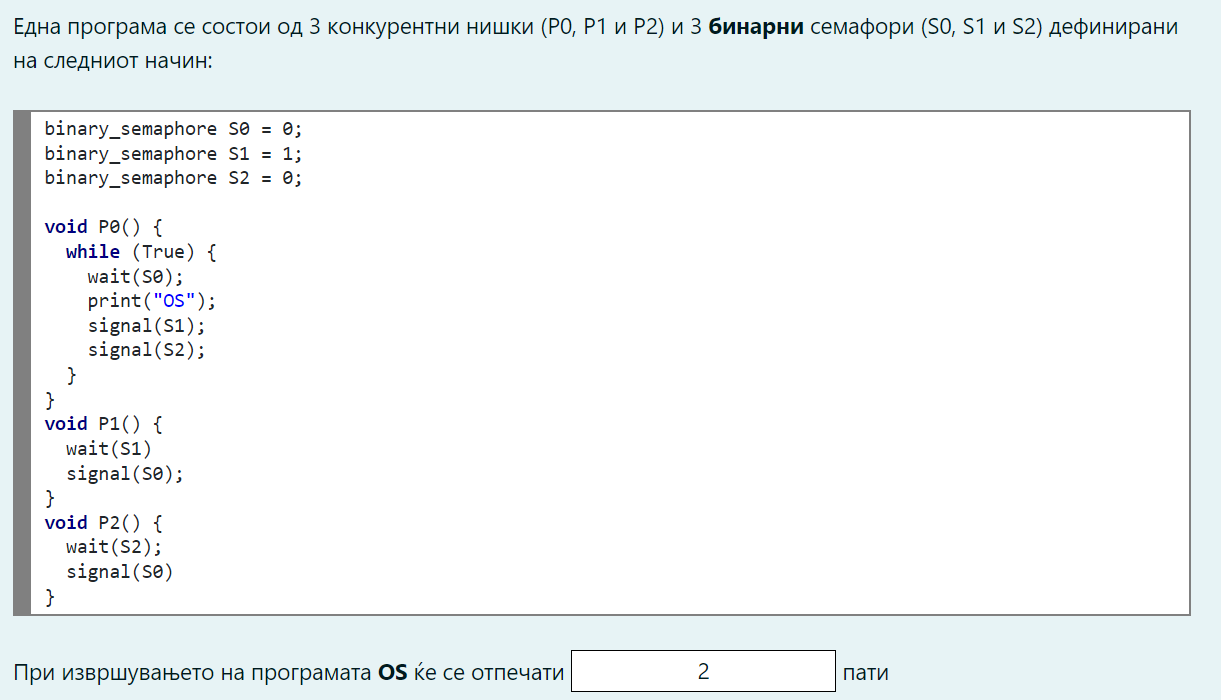 Една програма се состои од 3 конкурентни нишки (P0, P1 и P2) и 3 бинарни семафори (S0, S1 и S2) дефинирани
на следниот начин:
binary_semaphore S0 = 0;
binary_semaphore S1 = 1;
binary_semaphore S2 = 0;
void P0() {
while (True) {
wait(S0);
print("OS");
signal(S1);
signal(S2);
}
}
void P1() {
wait(S1)
signal(S0);
}
void P2() {
wait(S2);
signal(S0)
}
При извршувањето на програмата OS ќе се отпечати 2 пати